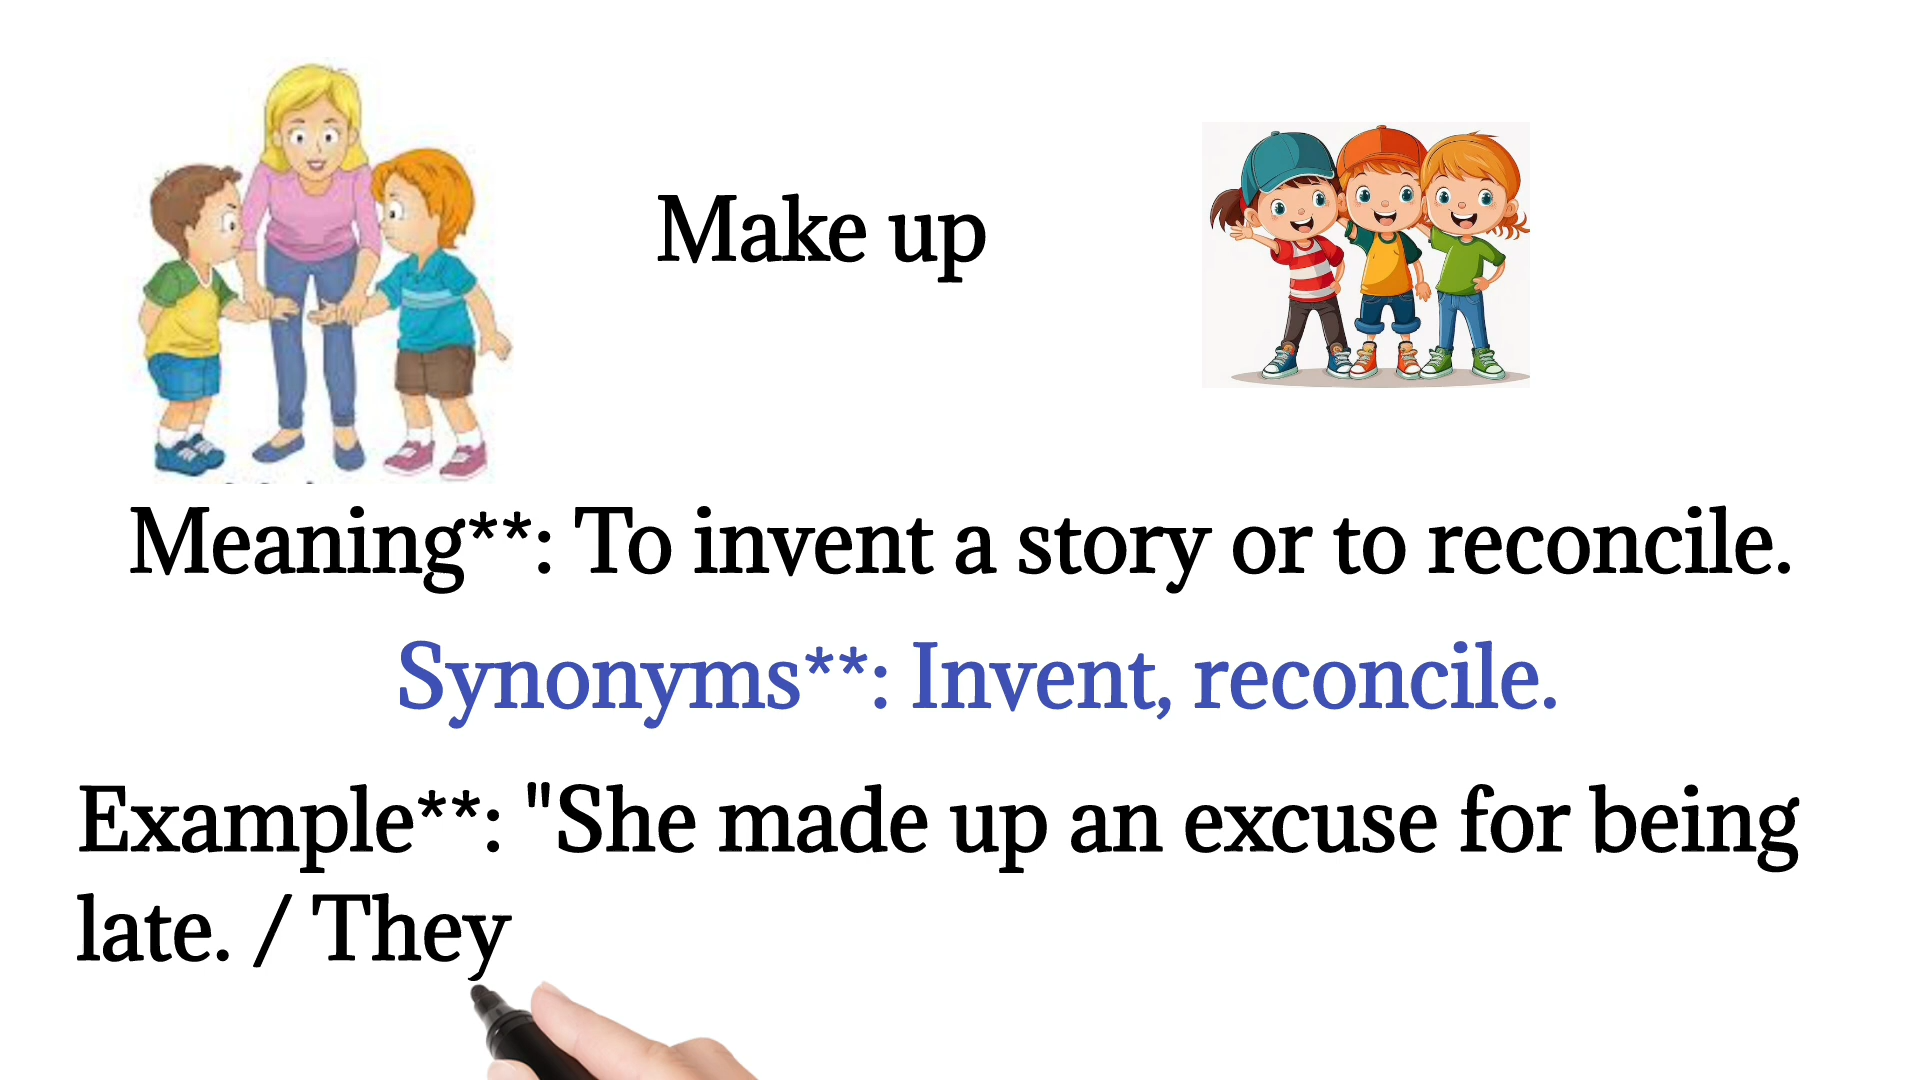 Make up
Meaning**: To invent a story or to reconcile.
Synonyms**: Invent, reconcile.
Example**: "She made up an excuse for being
late. / They